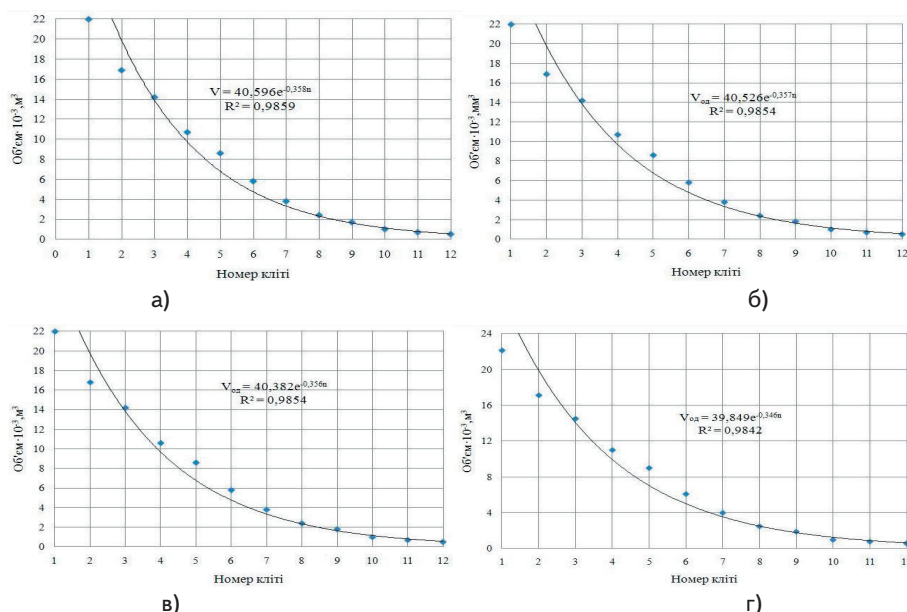 22
20
18
16
14
12
10
8
6
4
2
0
Об'єм·10⁻³,м³
V = 40,596e⁻⁰,³⁵⁸ⁿ
R² = 0,9859
0 1 2 3 4 5 6 7 8 9 10 11 12
Номер кліті
а)
22
20
18
16
14
12
10
8
6
4
2
0
Об'єм·10⁻³,мм³
Vод = 40,526e⁻⁰,³⁵⁷ⁿ
R² = 0,9854
1 2 3 4 5 6 7 8 9 10 11 12
Номер кліті
б)
22
20
18
16
14
12
10
8
6
4
2
0
Об'єм·10⁻³,м³
Vод = 40,382e⁻⁰,³⁵⁶ⁿ
R² = 0,9854
1 2 3 4 5 6 7 8 9 10 11 12
Номер кліті
в)
24
20
16
12
8
4
0
Об'єм·10⁻³,м³
Vод = 39,849e⁻⁰,³⁴⁶ⁿ
R² = 0,9842
1 2 3 4 5 6 7 8 9 10 11
Номер кліті
г)